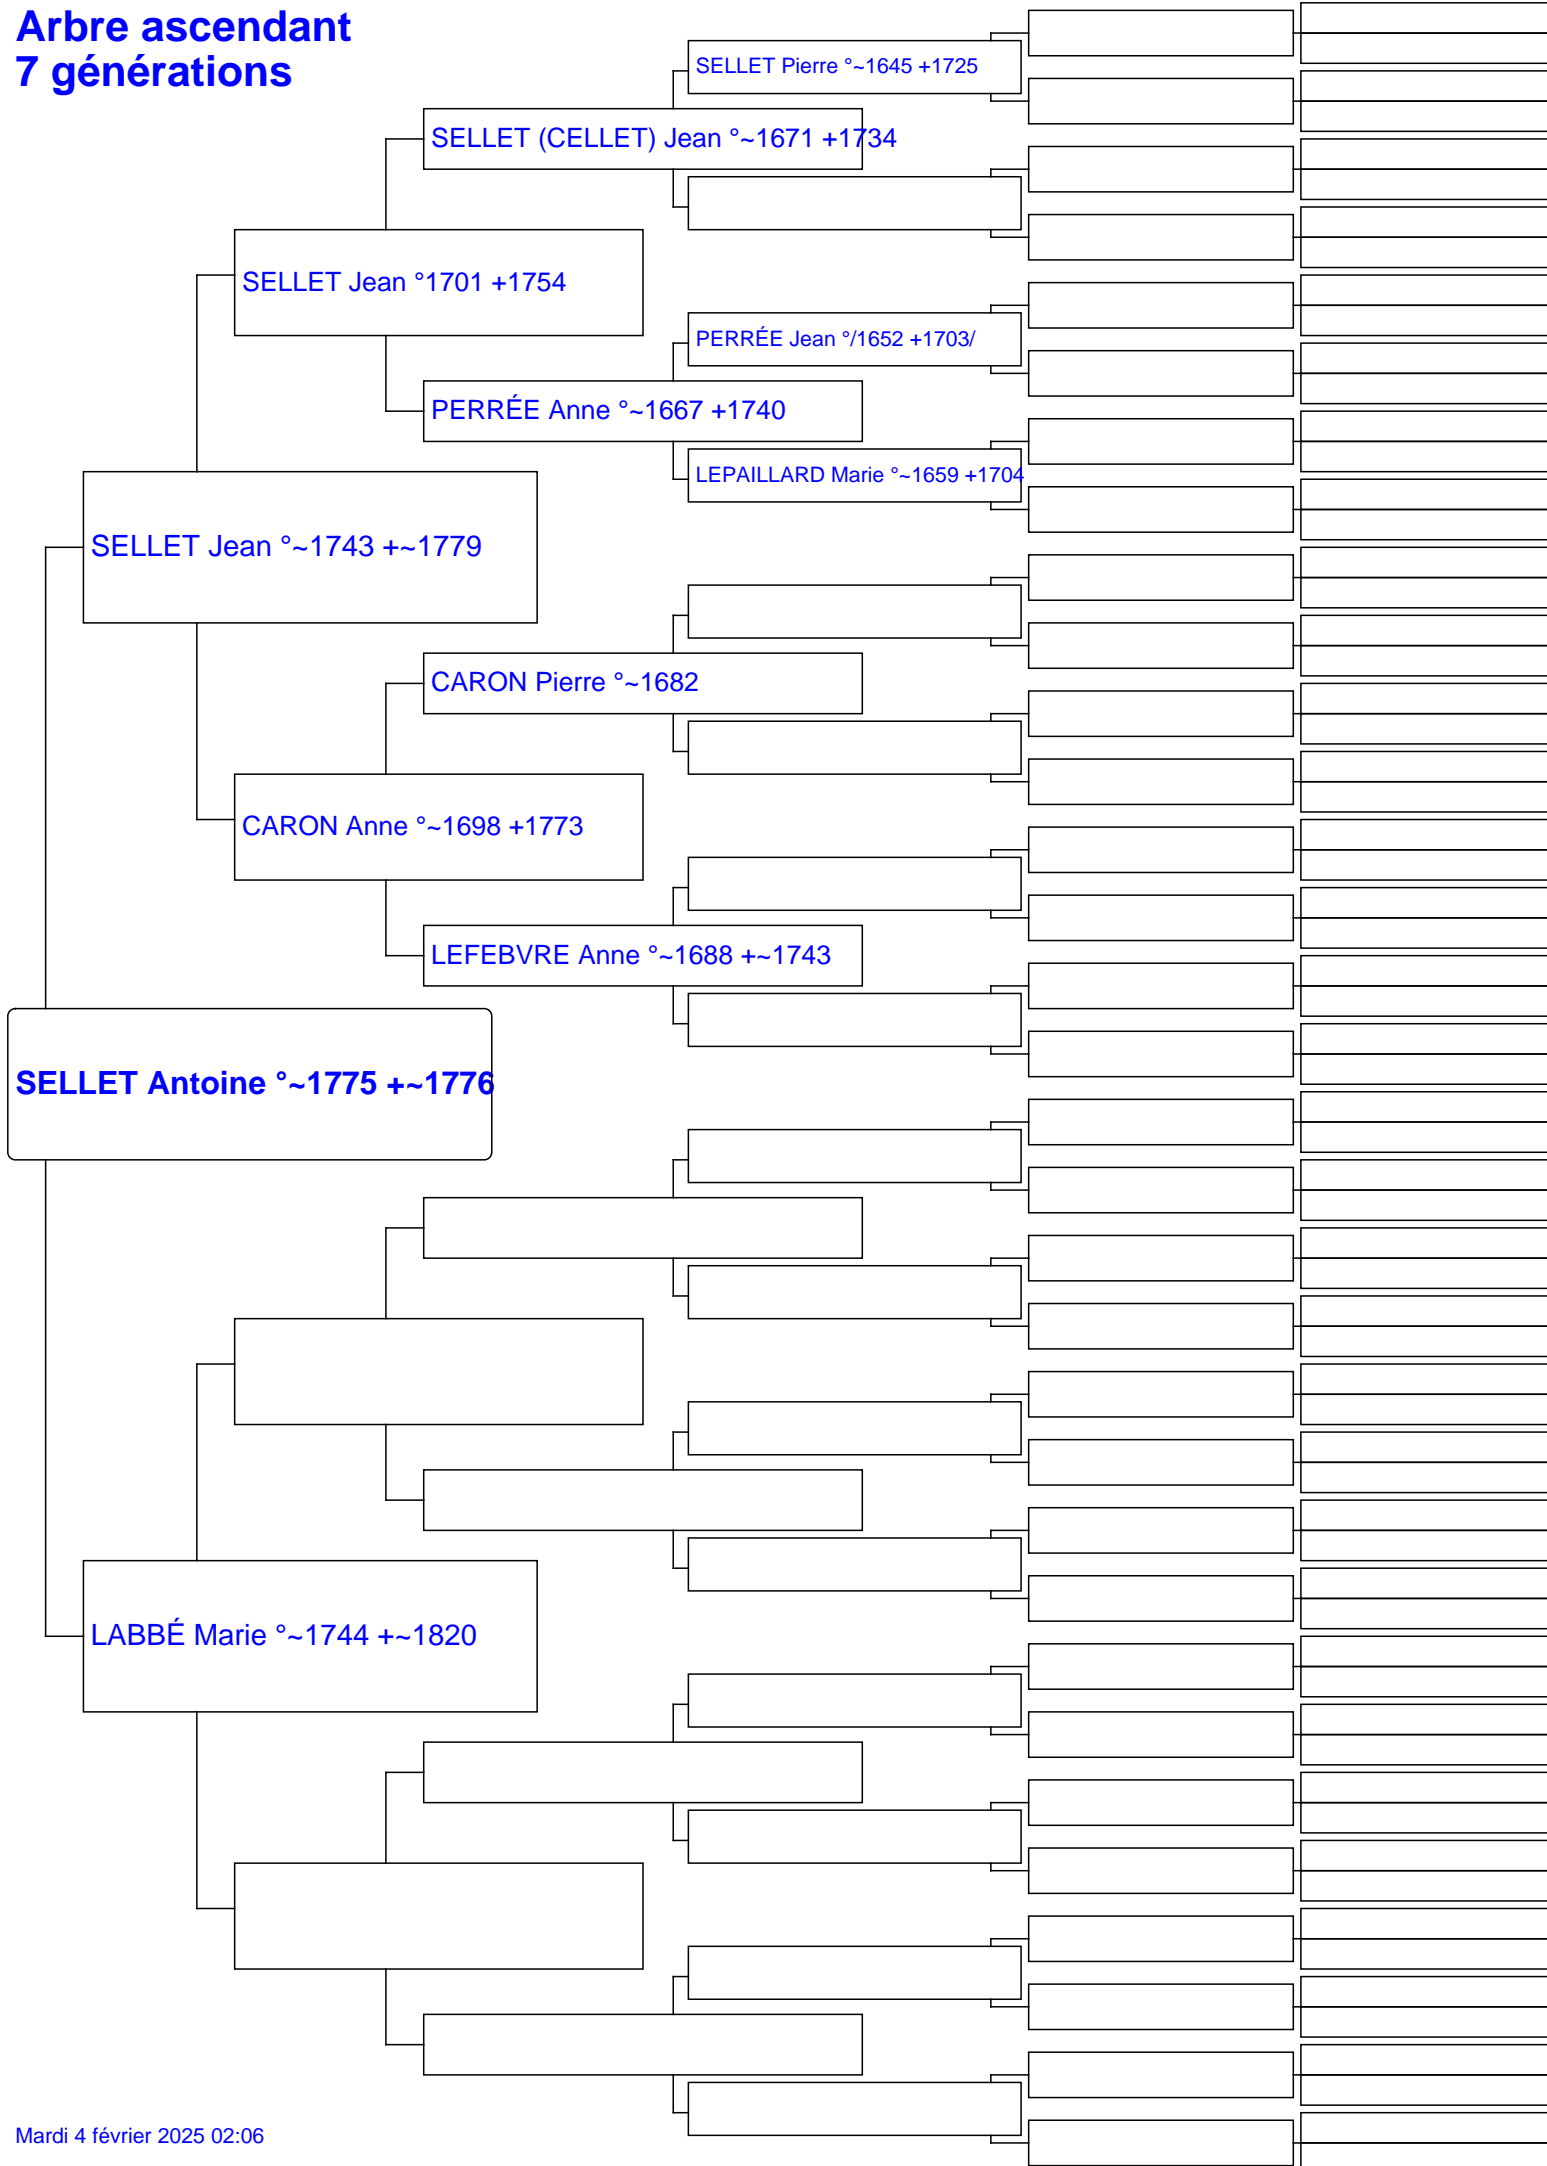 Arbre ascendant
7 générations
SELLET Pierre °~1645 +1725
SELLET (CELLET) Jean °~1671 +1734
SELLET Jean °1701 +1754
PERRÉE Jean °/1652 +1703/
PERRÉE Anne °~1667 +1740
LEPAILLARD Marie °~1659 +1704
SELLET Jean °~1743 +~1779
CARON Pierre °~1682
CARON Anne °~1698 +1773
LEFEBVRE Anne °~1688 +~1743
SELLET Antoine °~1775 +~1776
LABBÉ Marie °~1744 +~1820
Mardi 4 février 2025 02:06